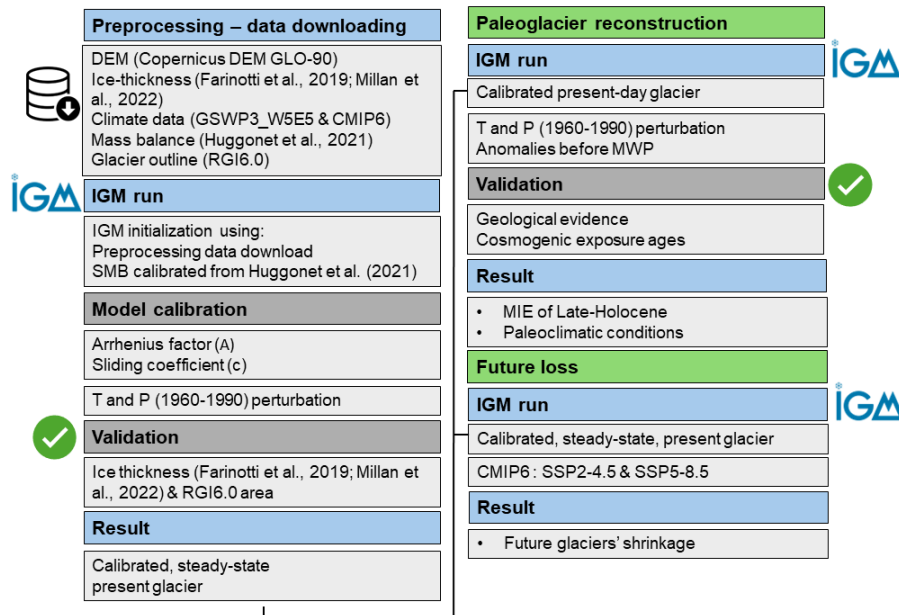 Preprocessing – data downloading
DEM (Copernicus DEM GLO-90)
Ice-thickness (Farinotti et al., 2019; Millan et
al., 2022)
Climate data (GSWP3_W5E5 & CMIP6)
Mass balance (Huggonet et al., 2021)
Glacier outline (RGI6.0)
IGM
IGM run
IGM initialization using:
Preprocessing data download
SMB calibrated from Huggonet et al. (2021)
Model calibration
Arrhenius factor (A)
Sliding coefficient (c)
T and P (1960-1990) perturbation
Validation
Ice thickness (Farinotti et al., 2019; Millan et
al., 2022) & RGI6.0 area
Result
Calibrated, steady-state
present glacier
Paleoglacier reconstruction
IGM run
IGM
Calibrated present-day glacier
T and P (1960-1990) perturbation
Anomalies before MWP
Validation
Geological evidence
Cosmogenic exposure ages
Result
• MIE of Late-Holocene
• Paleoclimatic conditions
Future loss
IGM run
IGM
Calibrated, steady-state, present glacier
CMIP6 : SSP2-4.5 & SSP5-8.5
Result
• Future glaciers' shrinkage